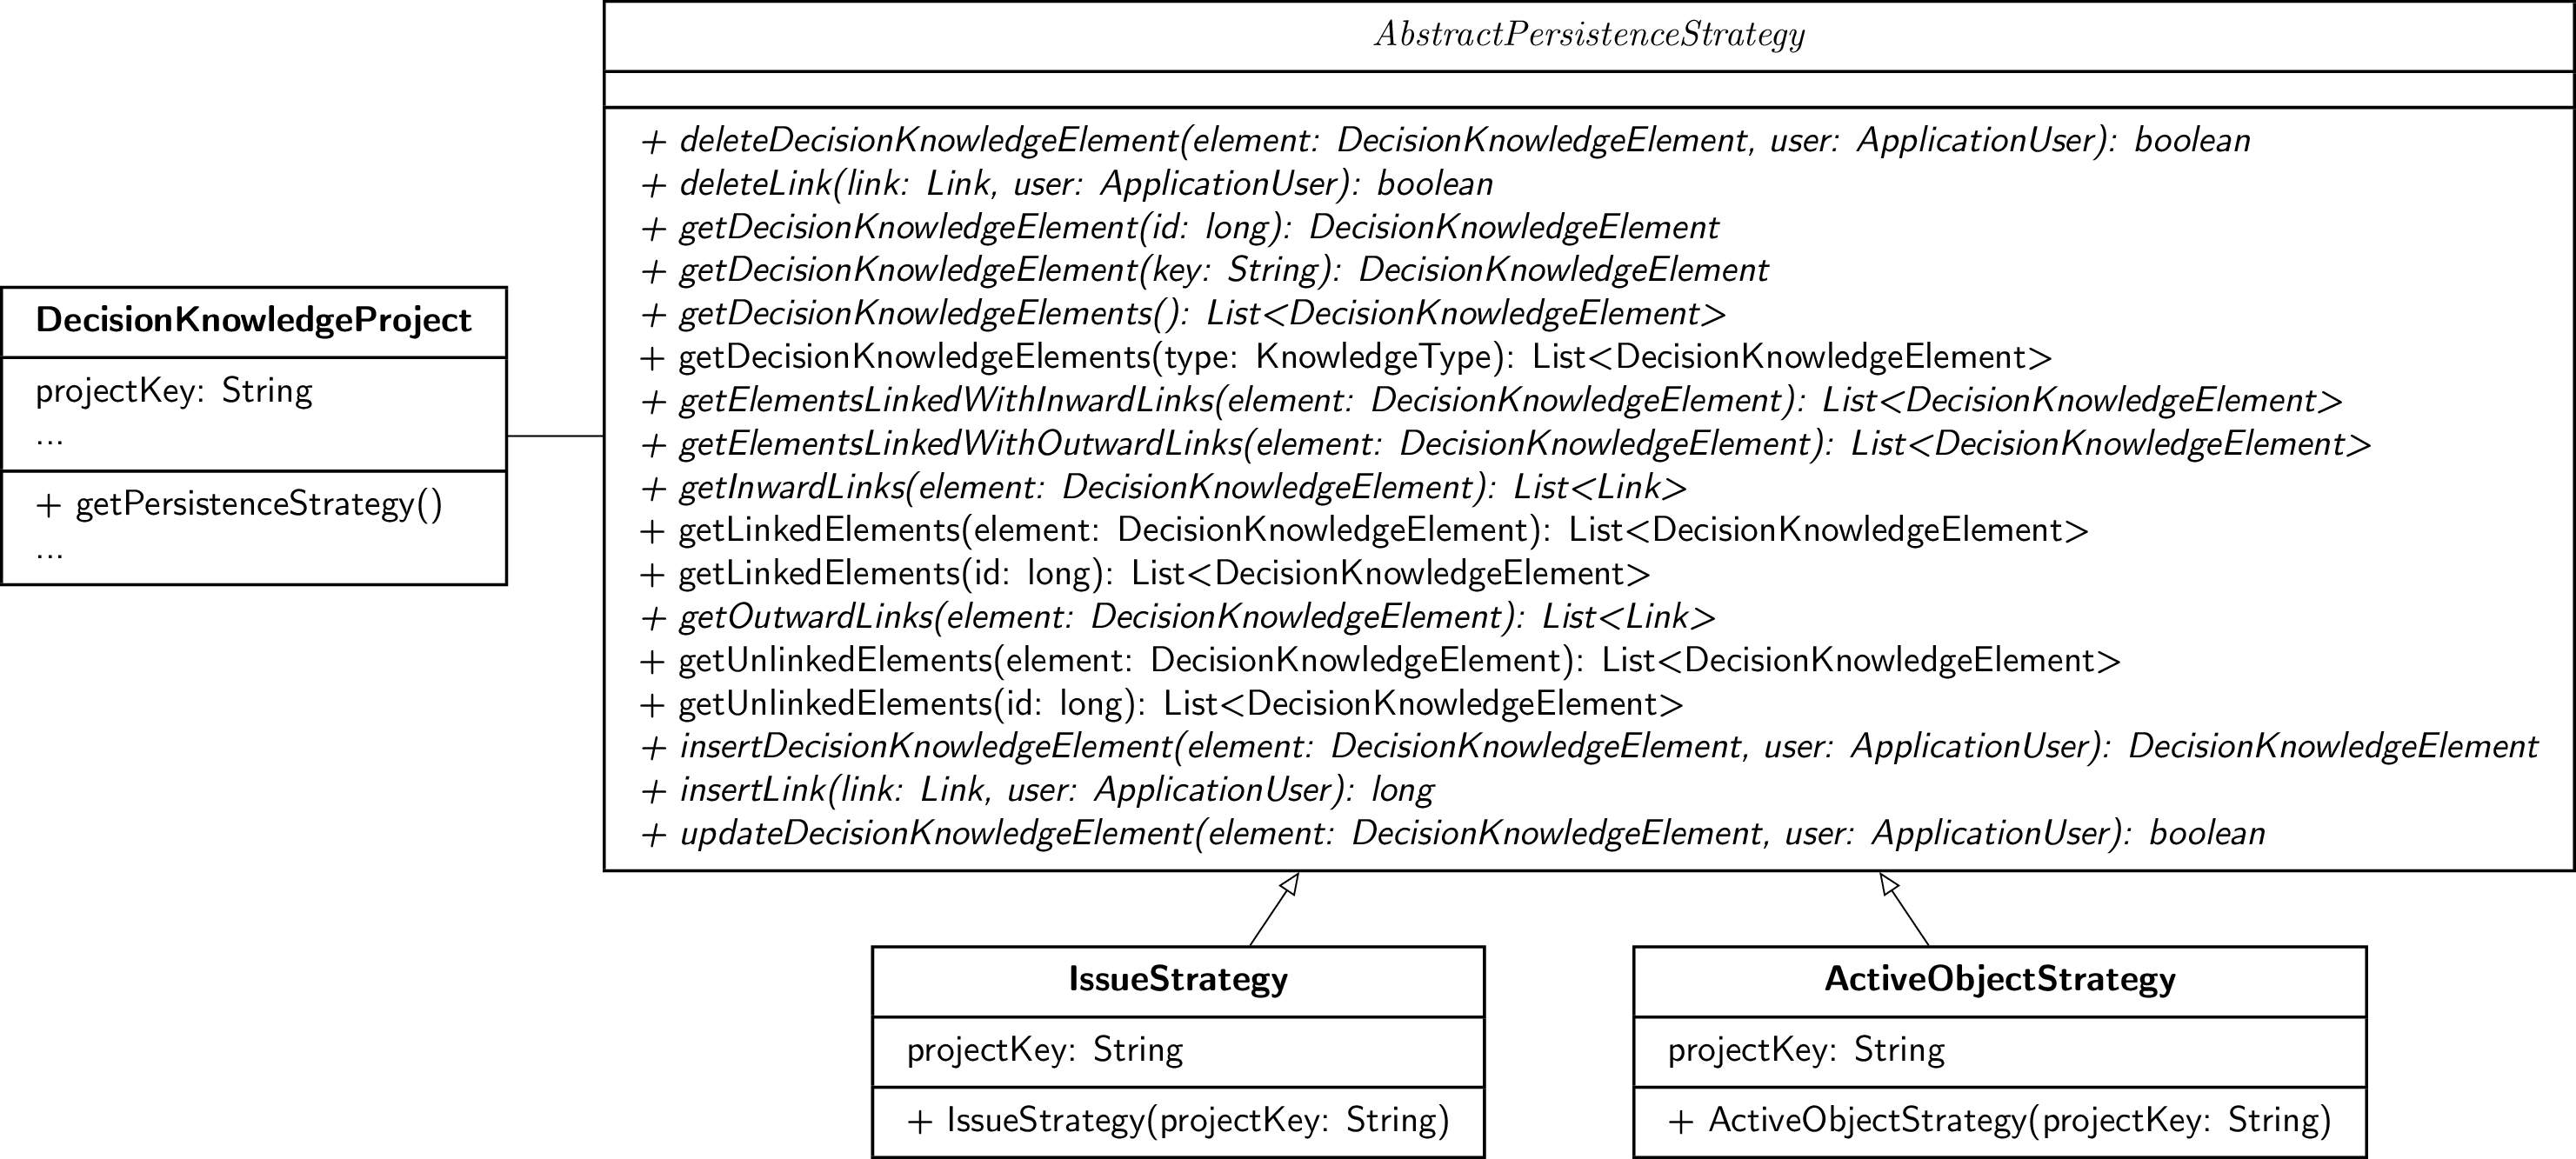 AbstractPersistenceStrategy
+ deleteDecisionKnowledgeElement(element: DecisionKnowledgeElement, user: ApplicationUser): boolean
+ deleteLink(link: Link, user: ApplicationUser): boolean
+ getDecisionKnowledgeElement(id: long): DecisionKnowledgeElement
+ getDecisionKnowledgeElement(key: String): DecisionKnowledgeElement
+ getDecisionKnowledgeElements(): List<DecisionKnowledgeElement>
+ getDecisionKnowledgeElements(type: KnowledgeType): List<DecisionKnowledgeElement>
+ getElementsLinkedWithInwardLinks(element: DecisionKnowledgeElement): List<DecisionKnowledgeElement>
+ getElementsLinkedWithOutwardLinks(element: DecisionKnowledgeElement): List<DecisionKnowledgeElement>
+ getInwardLinks(element: DecisionKnowledgeElement): List<Link>
+ getLinkedElements(element: DecisionKnowledgeElement): List<DecisionKnowledgeElement>
+ getLinkedElements(id: long): List<DecisionKnowledgeElement>
+ getOutwardLinks(element: DecisionKnowledgeElement): List<Link>
+ getUnlinkedElements(element: DecisionKnowledgeElement): List<DecisionKnowledgeElement>
+ getUnlinkedElements(id: long): List<DecisionKnowledgeElement>
+ insertDecisionKnowledgeElement(element: DecisionKnowledgeElement, user: ApplicationUser): DecisionKnowledgeElement
+ insertLink(link: Link, user: ApplicationUser): long
+ updateDecisionKnowledgeElement(element: DecisionKnowledgeElement, user: ApplicationUser): boolean
DecisionKnowledgeProject
projectKey: String
...
+ getPersistenceStrategy()
...
IssueStrategy
projectKey: String
+ IssueStrategy(projectKey: String)
ActiveObjectStrategy
projectKey: String
+ ActiveObjectStrategy(projectKey: String)